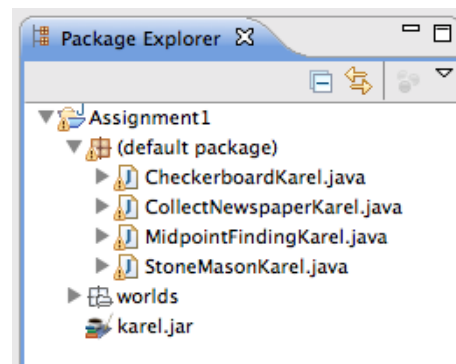 Package Explorer
Assignment1
(default package)
CheckerboardKarel.java
CollectNewspaperKarel.java
MidpointFindingKarel.java
StoneMasonKarel.java
worlds
karel.jar